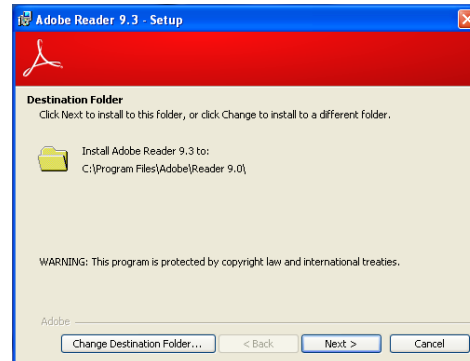 Adobe Reader 9.3 - Setup
Destination Folder
Click Next to install to this folder, or click Change to install to a different folder.
Install Adobe Reader 9.3 to:
C:\Program Files\Adobe\Reader 9.0\
WARNING: This program is protected by copyright law and international treaties.
Adobe
Change Destination Folder... < Back Next > Cancel